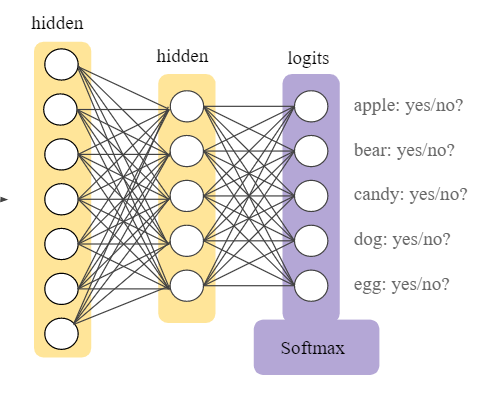 hidden
hidden
logits
apple: yes/no?
bear: yes/no?
candy: yes/no?
dog: yes/no?
egg: yes/no?
Softmax